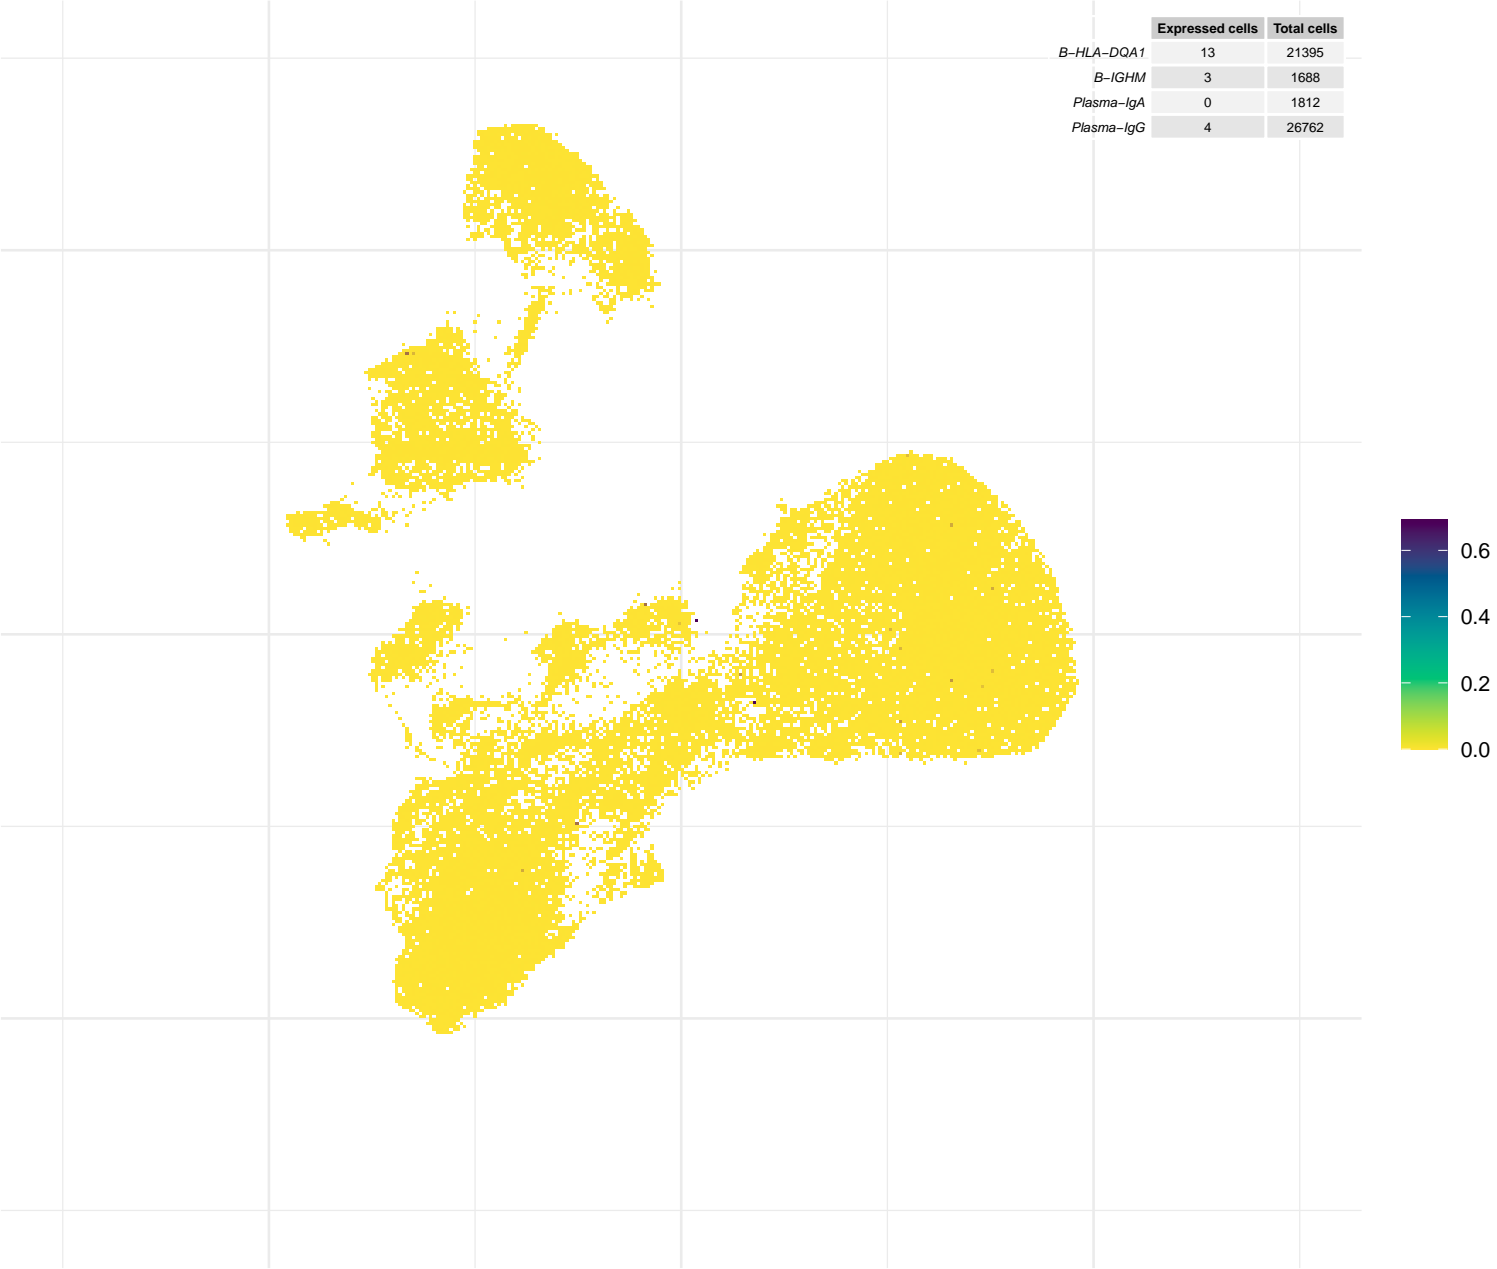 Expressed cells Total cells
B−HLA−DQA1 13 21395
B−IGHM 3 1688
Plasma−IgA 0 1812
Plasma−IgG 4 26762
0.6
0.4
0.2
0.0